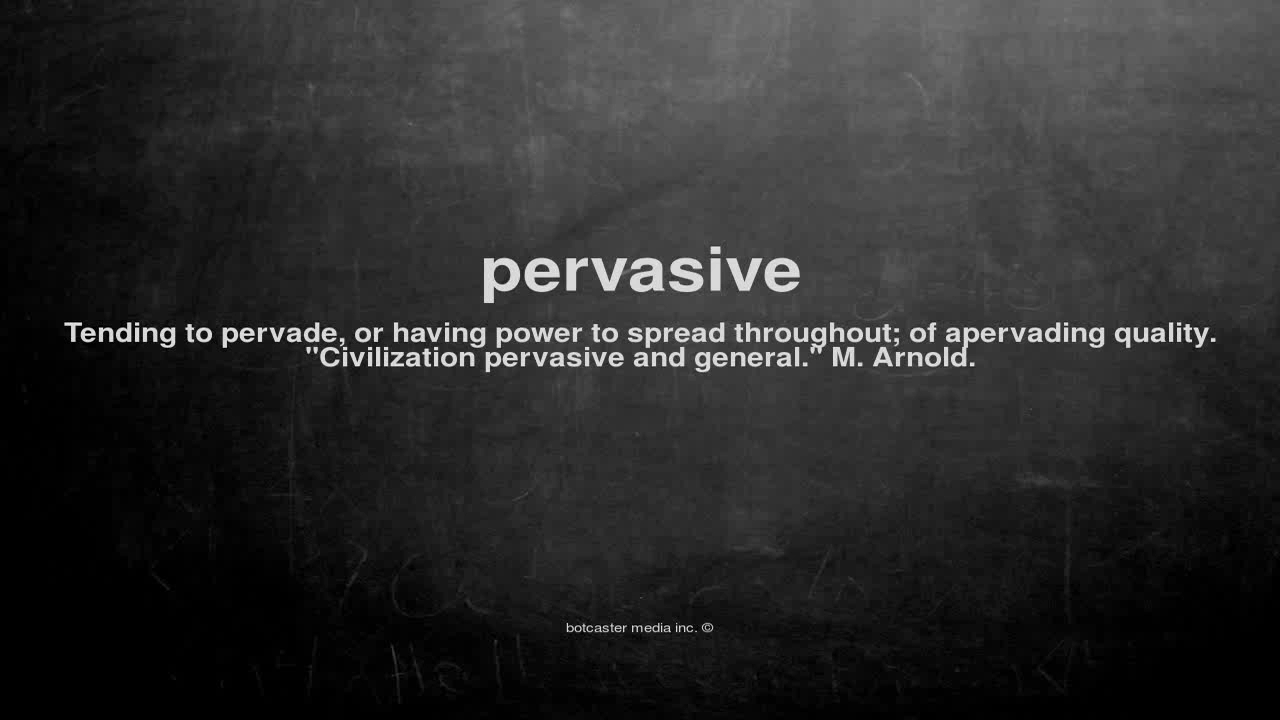 pervasive
Tending to pervade, or having power to spread throughout; of apervading quality.
"Civilization pervasive and general." M. Arnold.
botcaster media inc. ©